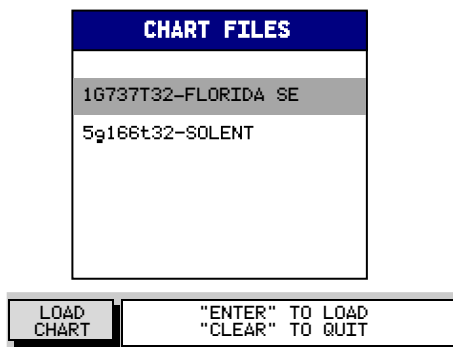 CHART FILES
1G737T32-FLORIDA SE
5g166t32-SOLENT
LOAD
CHART
"ENTER" TO LOAD
"CLEAR" TO QUIT